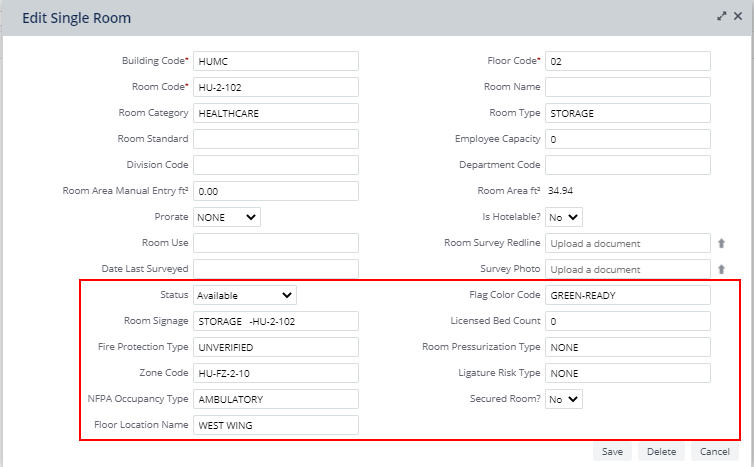 Edit Single Room
Building Code* HUMC Floor Code* 02
Room Code* HU-2-102 Room Name
Room Category HEALTHCARE Room Type STORAGE
Room Standard Employee Capacity 0
Division Code Department Code
Room Area Manual Entry ft² 0.00 Room Area ft² 34.94
Prorate NONE Is Hotelable? No
Room Use Room Survey Redline Upload a document
Date Last Surveyed Survey Photo Upload a document
Status Available Flag Color Code GREEN-READY
Room Signage STORAGE -HU-2-102 Licensed Bed Count 0
Fire Protection Type UNVERIFIED Room Pressurization Type NONE
Zone Code HU-FZ-2-10 Ligature Risk Type NONE
NFPA Occupancy Type AMBULATORY Secured Room? No
Floor Location Name WEST WING
Save Delete Cancel